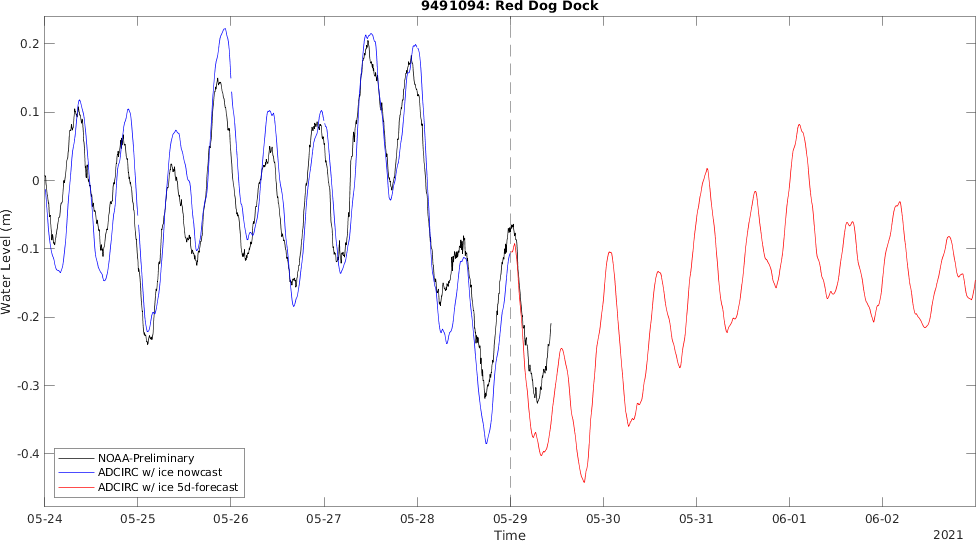 9491094: Red Dog Dock
0.2
0.1
0
-0.1
-0.2
-0.3
-0.4
Water Level (m)
NOAA-Preliminary
ADCIRC w/ ice nowcast
ADCIRC w/ ice 5d-forecast
05-24 05-25 05-26 05-27 05-28 05-29 05-30 05-31 06-01 06-02
Time
2021